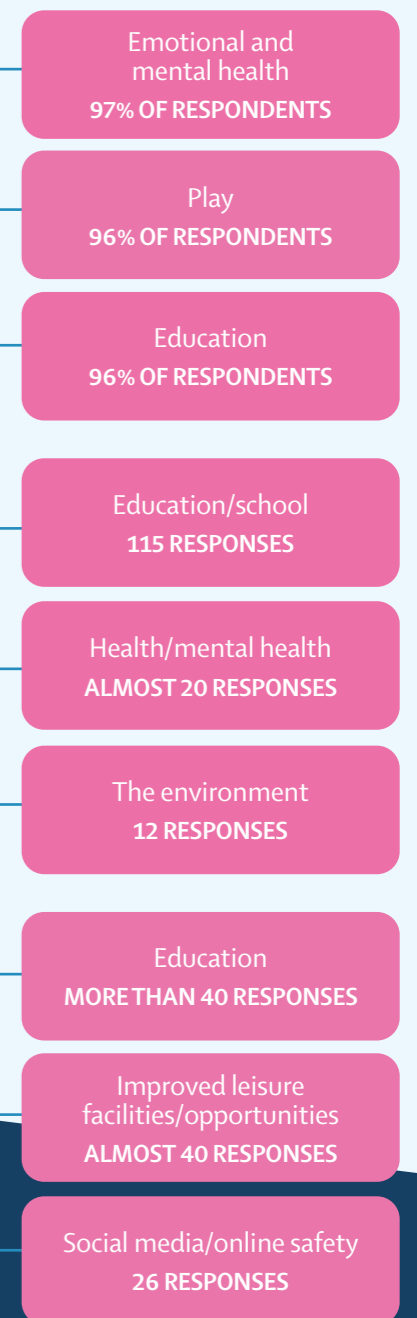 Emotional and
mental health
97% OF RESPONDENTS
Play
96% OF RESPONDENTS
Education
96% OF RESPONDENTS
Education/school
115 RESPONSES
Health/mental health
ALMOST 20 RESPONSES
The environment
12 RESPONSES
Education
MORE THAN 40 RESPONSES
Improved leisure
facilities/opportunities
ALMOST 40 RESPONSES
Social media/online safety
26 RESPONSES